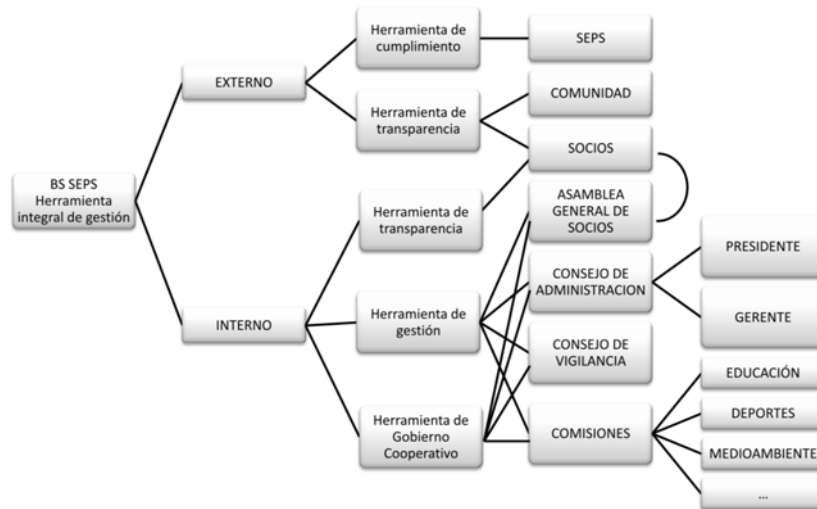 BS SEPS
Herramienta
integral de gestión
EXTERNO
INTERNO
Herramienta de
cumplimiento
Herramienta de
transparencia
Herramienta de
transparencia
Herramienta de
gestión
Herramienta de
Gobierno
Cooperativo
SEPS
COMUNIDAD
SOCIOS
ASAMBLEA
GENERAL DE
SOCIOS
CONSEJO DE
ADMINISTRACION
CONSEJO DE
VIGILANCIA
COMISIONES
PRESIDENTE
GERENTE
EDUCACIÓN
DEPORTES
MEDIOAMBIENTE
...